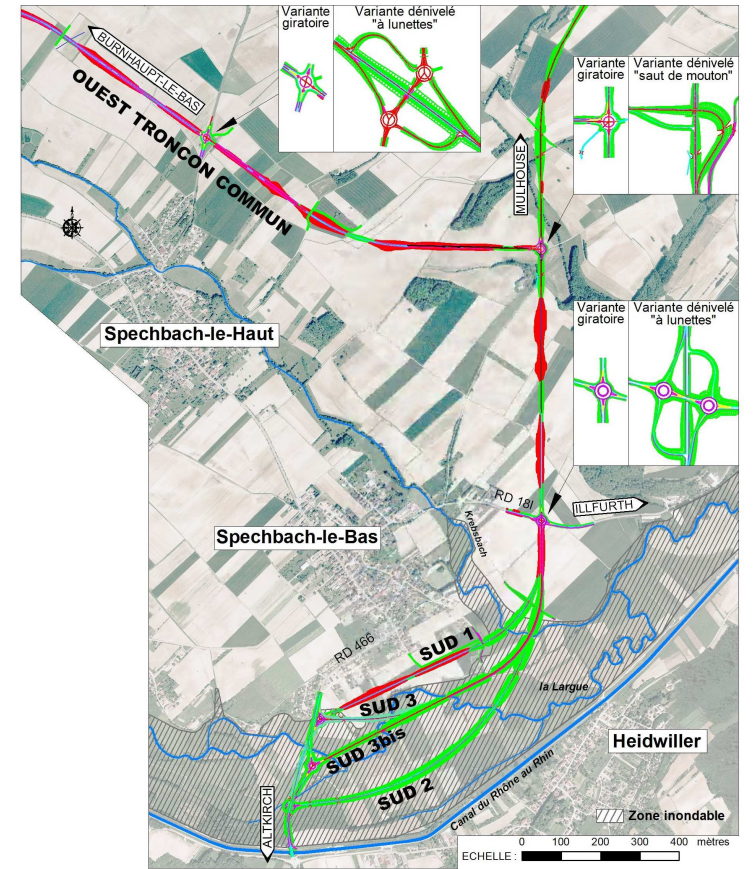 Variante
giratoire
Variante dénivelé
"à lunettes"
BURNHAUPT-LE-BAS
OUEST TRONCON COMMUN
MULHOUSE
Variante
giratoire
Variante dénivelé
"saut de mouton"
Spechbach-le-Haut
Variante
giratoire
Variante dénivelé
"à lunettes"
RD 18I
ILLFURTH
Krebsbach
Spechbach-le-Bas
RD 466
SUD 1
SUD 3
SUD 3bis
SUD 2
la Largue
Heidwiller
Canal du Rhône au Rhin
ALTKIRCH
Zone inondable
ECHELLE : 0 100 200 300 400 mètres